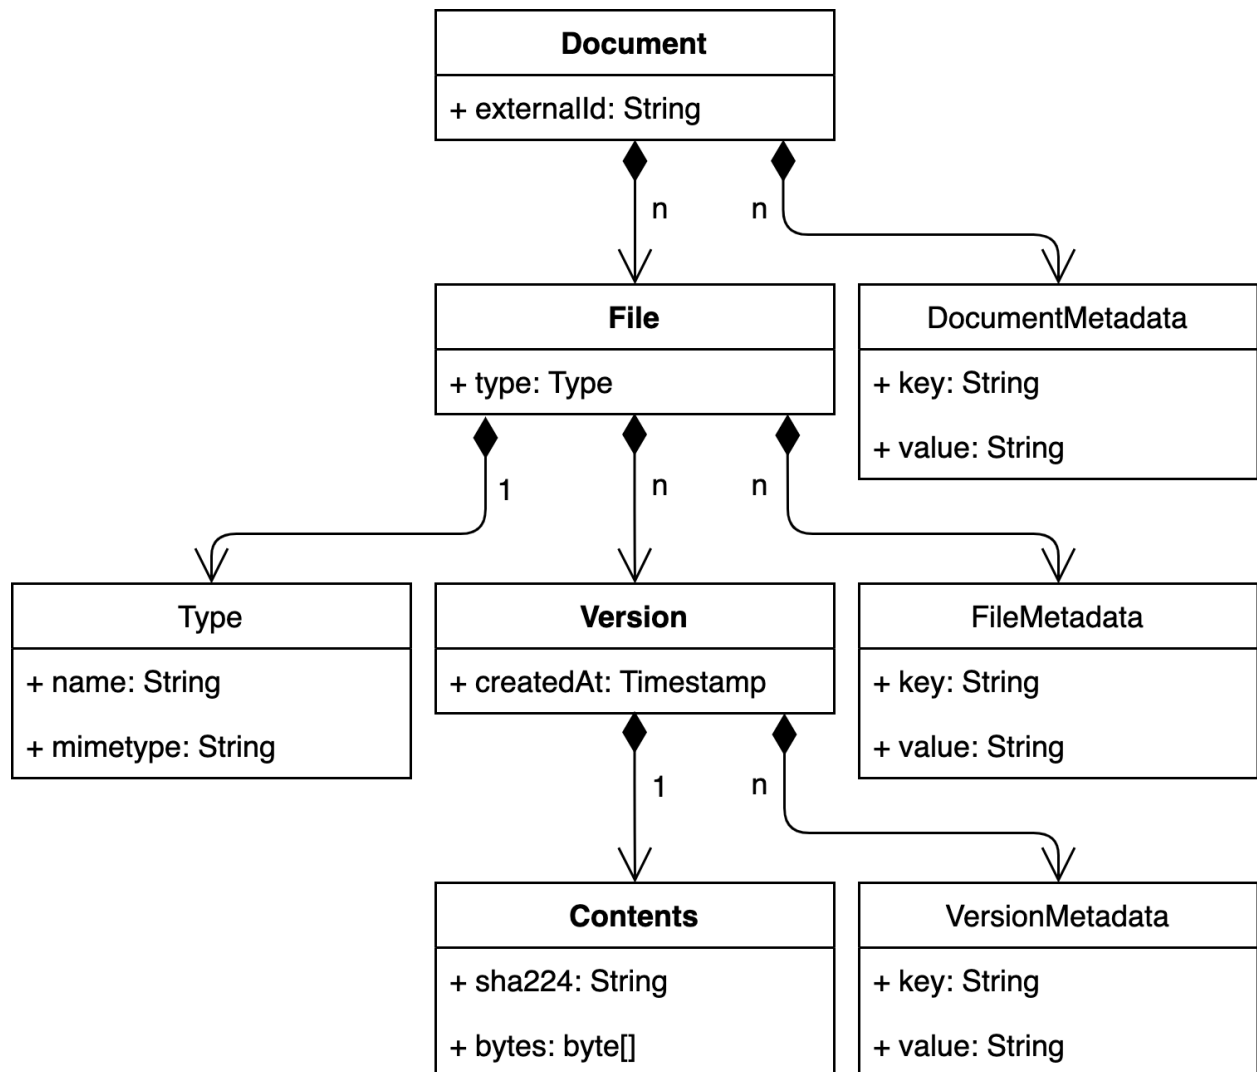 Document
+ externalId: String
n
n
File
+ type: Type
DocumentMetadata
+ key: String
+ value: String
1
n
n
Type
+ name: String
+ mimetype: String
Version
+ createdAt: Timestamp
FileMetadata
+ key: String
+ value: String
1
n
Contents
+ sha224: String
+ bytes: byte[]
VersionMetadata
+ key: String
+ value: String